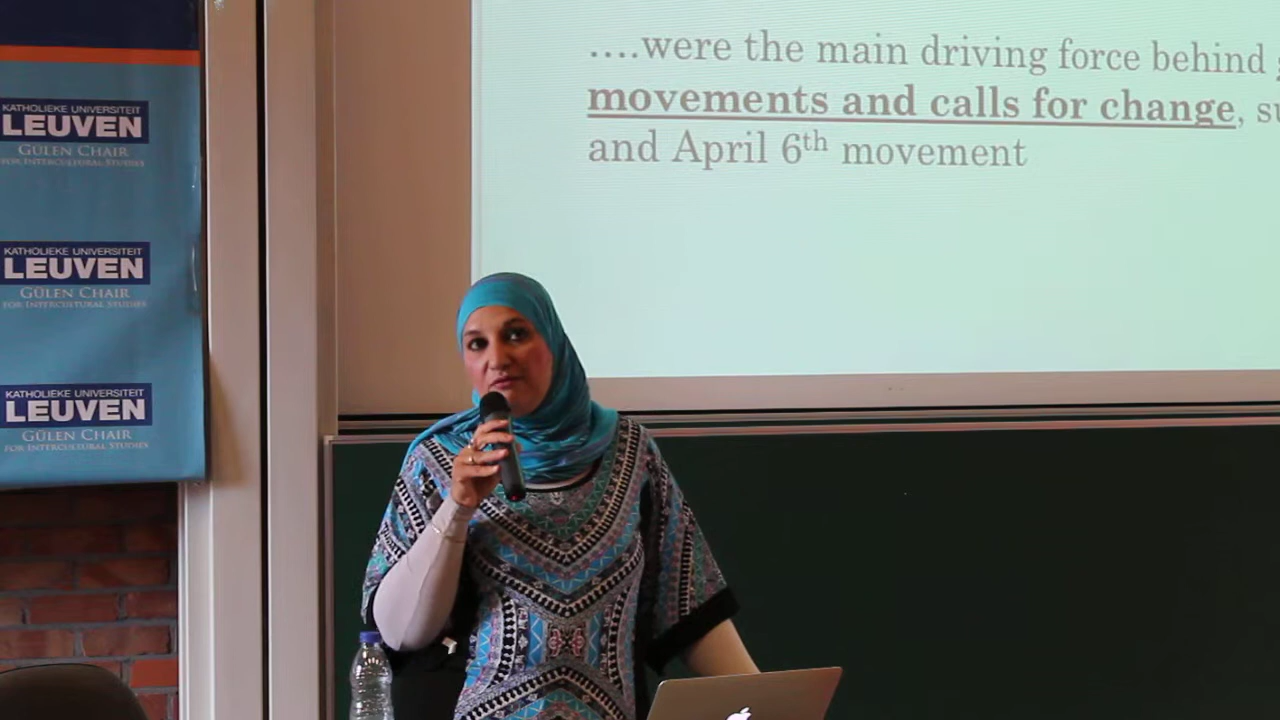 KATHOLIEKE UNIVERSITEIT
LEUVEN
GÜLEN CHAIR
FOR INTERCULTURAL STUDIES
KATHOLIEKE UNIVERSITEIT
LEUVEN
GÜLEN CHAIR
FOR INTERCULTURAL STUDIES
KATHOLIEKE UNIVERSITEIT
LEUVEN
GÜLEN CHAIR
FOR INTERCULTURAL STUDIES
....were the main driving force behind
movements and calls for change,
and April 6th movement